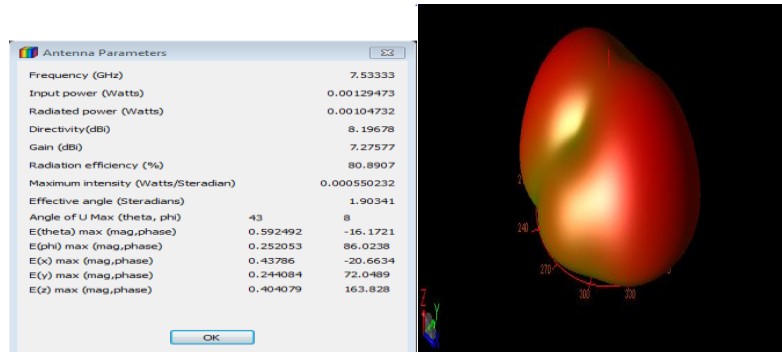 Antenna Parameters
Frequency (GHz) 7.53333
Input power (Watts) 0.00129473
Radiated power (Watts) 0.00104732
Directivity(dBi) 8.19678
Gain (dBi) 7.27577
Radiation efficiency (%) 80.8907
Maximum intensity (Watts/Steradian) 0.000550232
Effective angle (Steradians) 1.90341
Angle of U Max (theta, phi) 43 8
E(theta) max (mag,phase) 0.592492 -16.1721
E(phi) max (mag,phase) 0.252053 86.0238
E(x) max (mag,phase) 0.43786 -20.6634
E(y) max (mag,phase) 0.244084 72.0489
E(z) max (mag,phase) 0.404079 163.828
OK
240
270
300
330
Z
Y